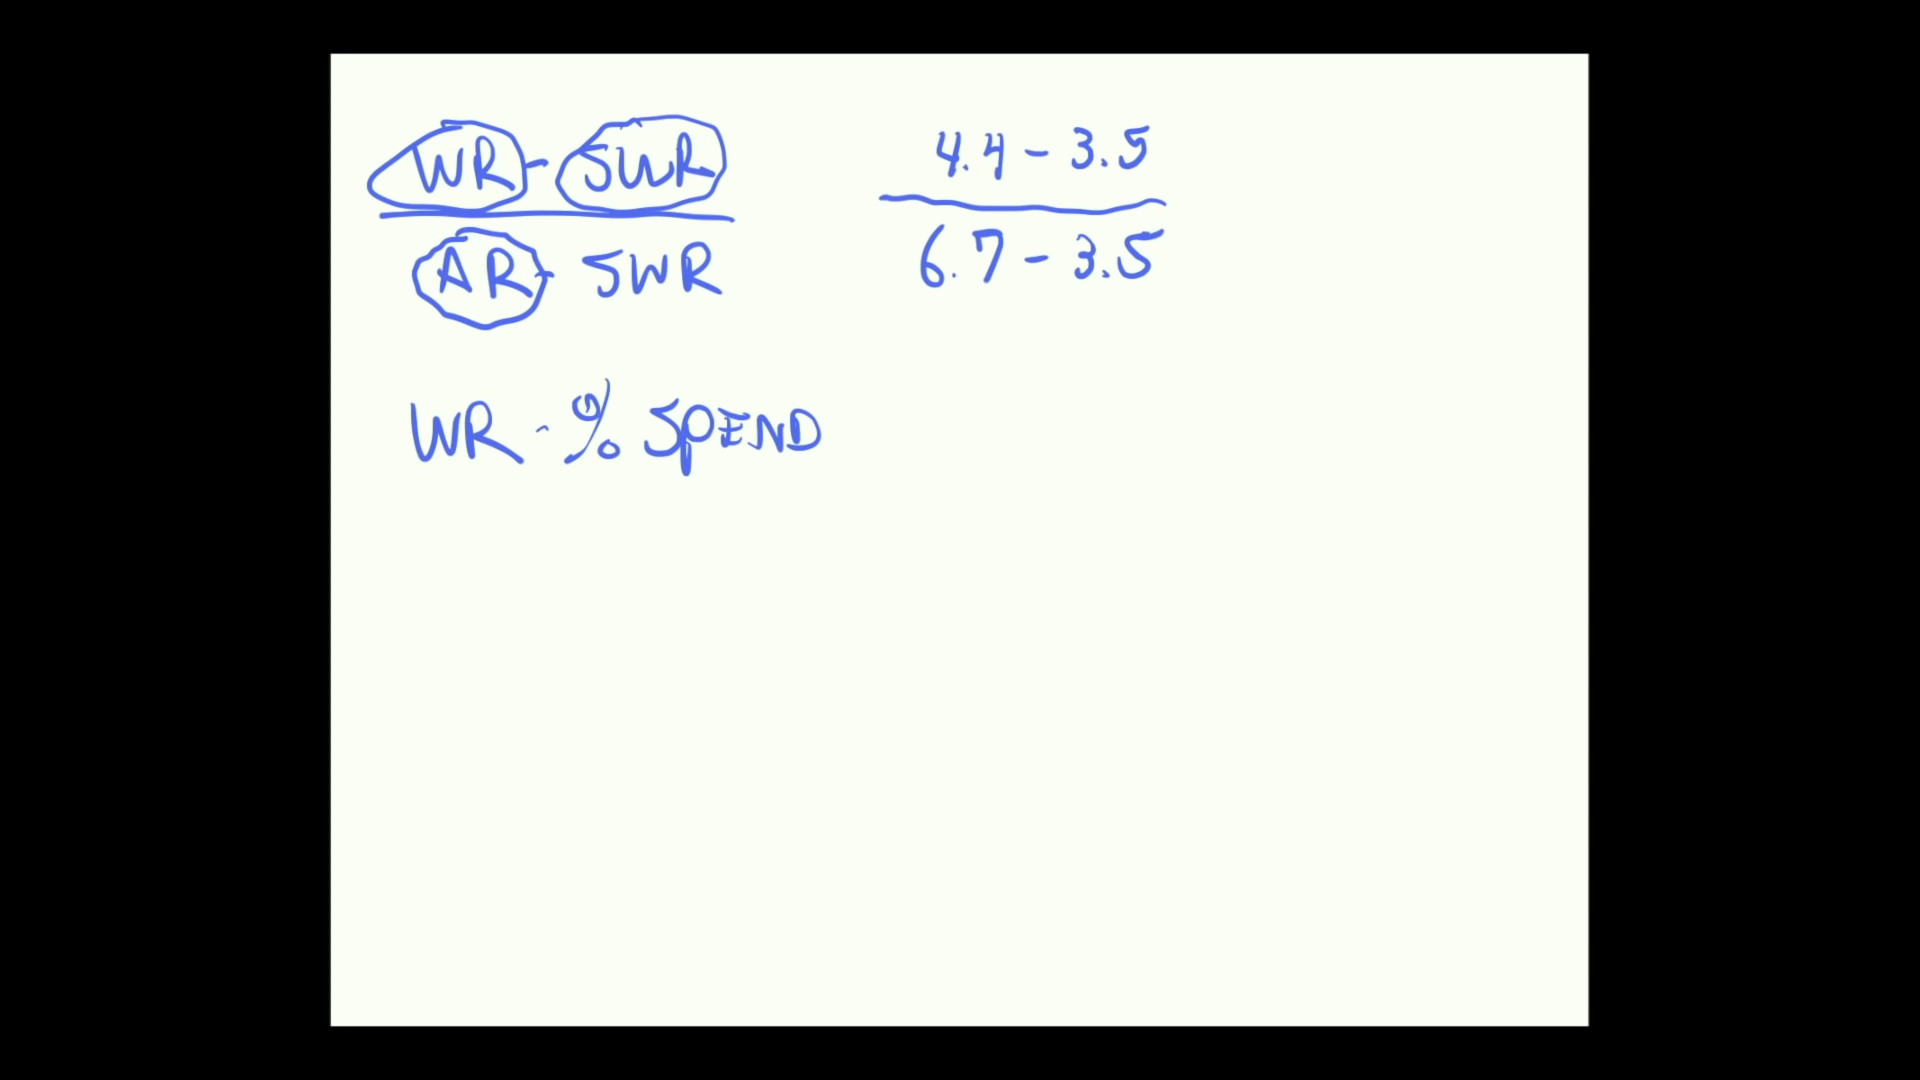 WR - SWR
AR - SWR
4.4 - 3.5
6.7 - 3.5
WR - % SPEND